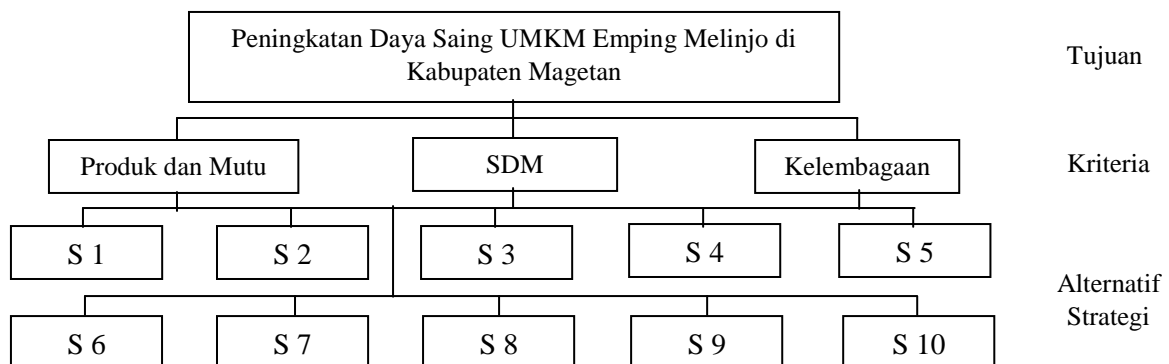 Peningkatan Daya Saing UMKM Emping Melinjo di
Kabupaten Magetan
Tujuan
Produk dan Mutu
SDM
Kelembagaan
Kriteria
S 1
S 2
S 3
S 4
S 5
Alternatif
Strategi
S 6
S 7
S 8
S 9
S 10